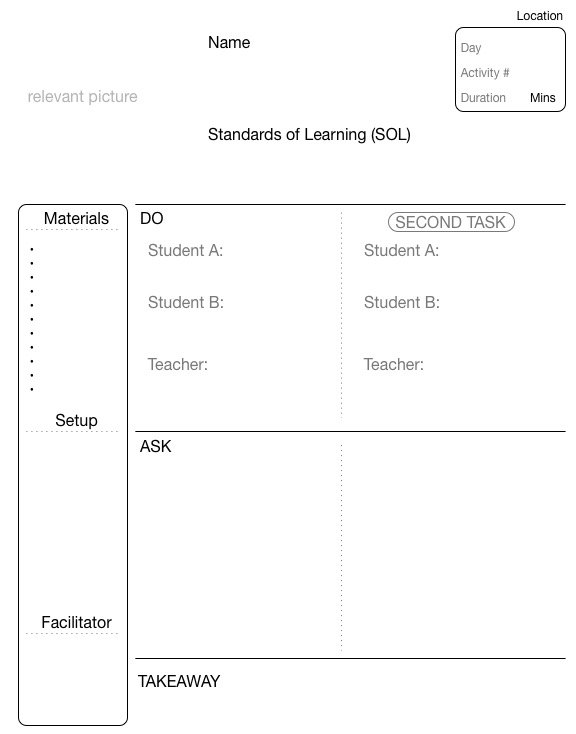 Location
Name
Day
Activity #
relevant picture
Duration Mins
Standards of Learning (SOL)
Materials
•
•
•
•
•
•
•
•
•
•
•
Setup
Facilitator
DO
Student A:
Student B:
Teacher:
SECOND TASK
Student A:
Student B:
Teacher:
ASK
TAKEAWAY